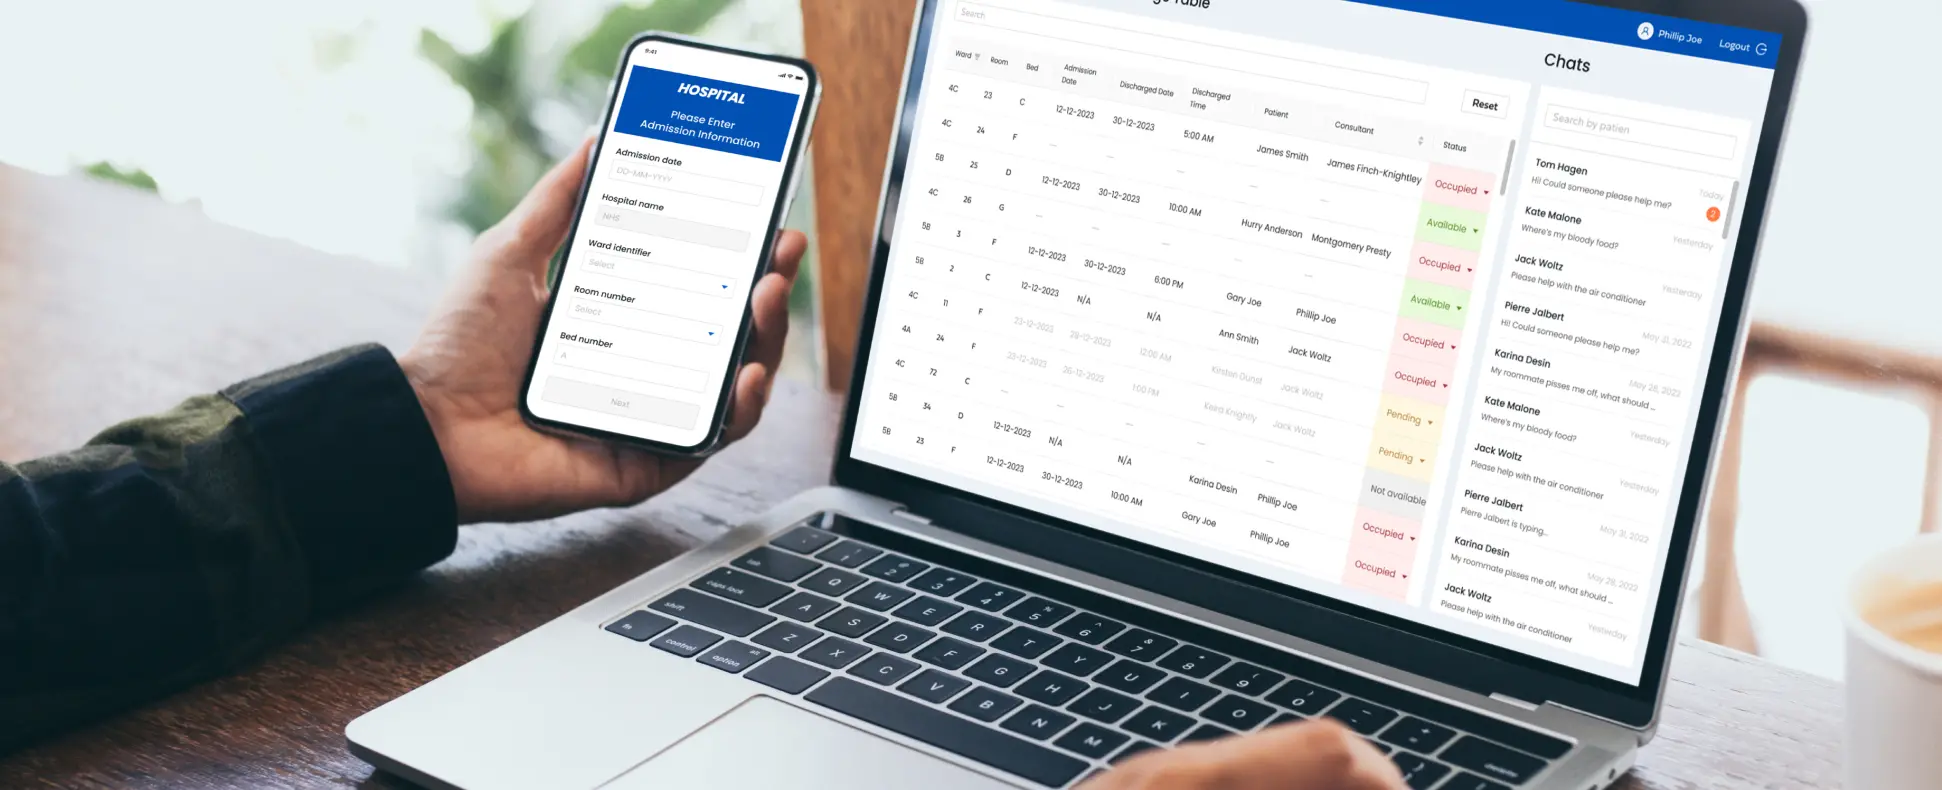 9:41
HOSPITAL
Please Enter
Admission Information
Admission date
DD-MM-YYYY
Hospital name
NHS
Ward identifier
Select
Room number
Select
Bed number
A
Next
Table
Search
Reset
Ward Room Bed Admission Date Discharged Date Discharged Time Patient Consultant Status
4C 23 C 12-12-2023 30-12-2023 5:00 AM James Smith James Finch-Knightley Occupied
4C 24 F — — — — — Available
5B 25 D 12-12-2023 30-12-2023 10:00 AM Hurry Anderson Montgomery Presty Occupied
4C 26 G — — — — — Available
5B 3 F 12-12-2023 30-12-2023 6:00 PM Gary Joe Phillip Joe Occupied
5B 2 C 12-12-2023 N/A N/A Ann Smith Jack Woltz Occupied
4C 11 F 23-12-2023 28-12-2023 12:00 AM Kirsten Dunst Jack Woltz Pending
4A 24 F 23-12-2023 26-12-2023 1:00 PM Keira Knightly Jack Woltz Pending
4C 72 C — — — — — Not available
5B 34 D 12-12-2023 N/A N/A Karina Desin Phillip Joe Occupied
5B 23 F 12-12-2023 30-12-2023 10:00 AM Gary Joe Phillip Joe Occupied
Phillip Joe Logout
Chats
Search by patien
Tom Hagen Today
Hi! Could someone please help me? 2
Kate Malone Yesterday
Where's my bloody food?
Jack Woltz Yesterday
Please help with the air conditioner
Pierre Jalbert May 31, 2022
Hi! Could someone please help me?
Karina Desin May 28, 2022
My roommate pisses me off, what should ...
Kate Malone Yesterday
Where's my bloody food?
Jack Woltz Yesterday
Please help with the air conditioner
Pierre Jalbert May 31, 2022
Pierre Jalbert is typing...
Karina Desin May 28, 2022
My roommate pisses me off, what should ...
Jack Woltz Yesterday
Please help with the air conditioner
~ ! 1 @ 2 # 3 $ 4 % 5 ^ 6 & 7 * 8 ( 9 ) 0
tab Q W E R T Y U I O
caps lock A S D F G H J K
shift Z X C V B N M
fn control alt option
delete